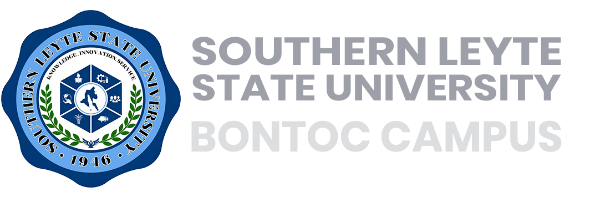 SOUTHERN LEYTE STATE UNIVERSITY
KNOWLEDGE, INNOVATION, SERVICE
· 1946 ·
SOUTHERN LEYTE
STATE UNIVERSITY
BONTOC CAMPUS